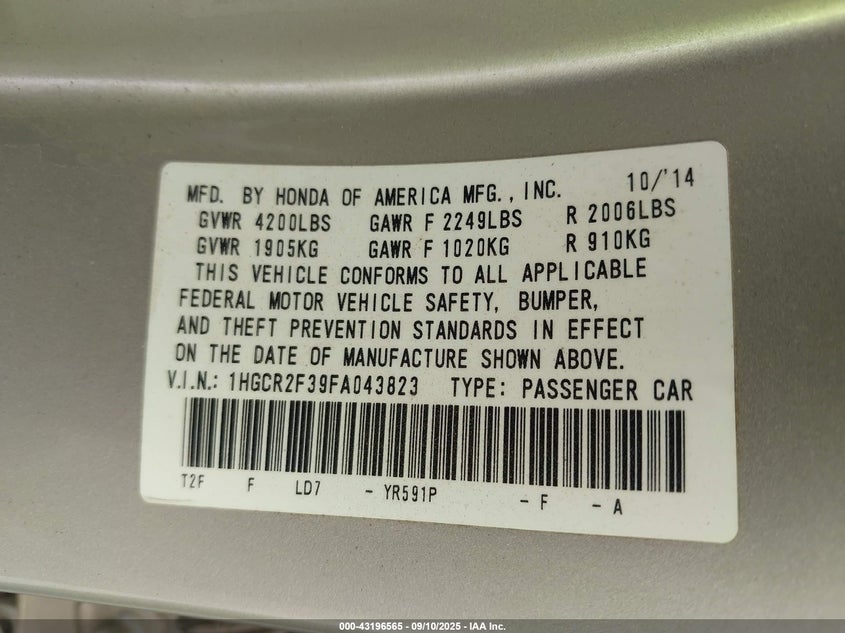 MFD. BY HONDA OF AMERICA MFG., INC. 10/'14
GVWR 4200LBS GAWR F 2249LBS R 2006LBS
GVWR 1905KG GAWR F 1020KG R 910KG
THIS VEHICLE CONFORMS TO ALL APPLICABLE
FEDERAL MOTOR VEHICLE SAFETY, BUMPER,
AND THEFT PREVENTION STANDARDS IN EFFECT
ON THE DATE OF MANUFACTURE SHOWN ABOVE.
V.I.N.: 1HGCR2F39FA043823 TYPE: PASSENGER CAR
T2F F LD7 - YR591P - F - A
000-43196565 - 09/10/2025 - IAA Inc.